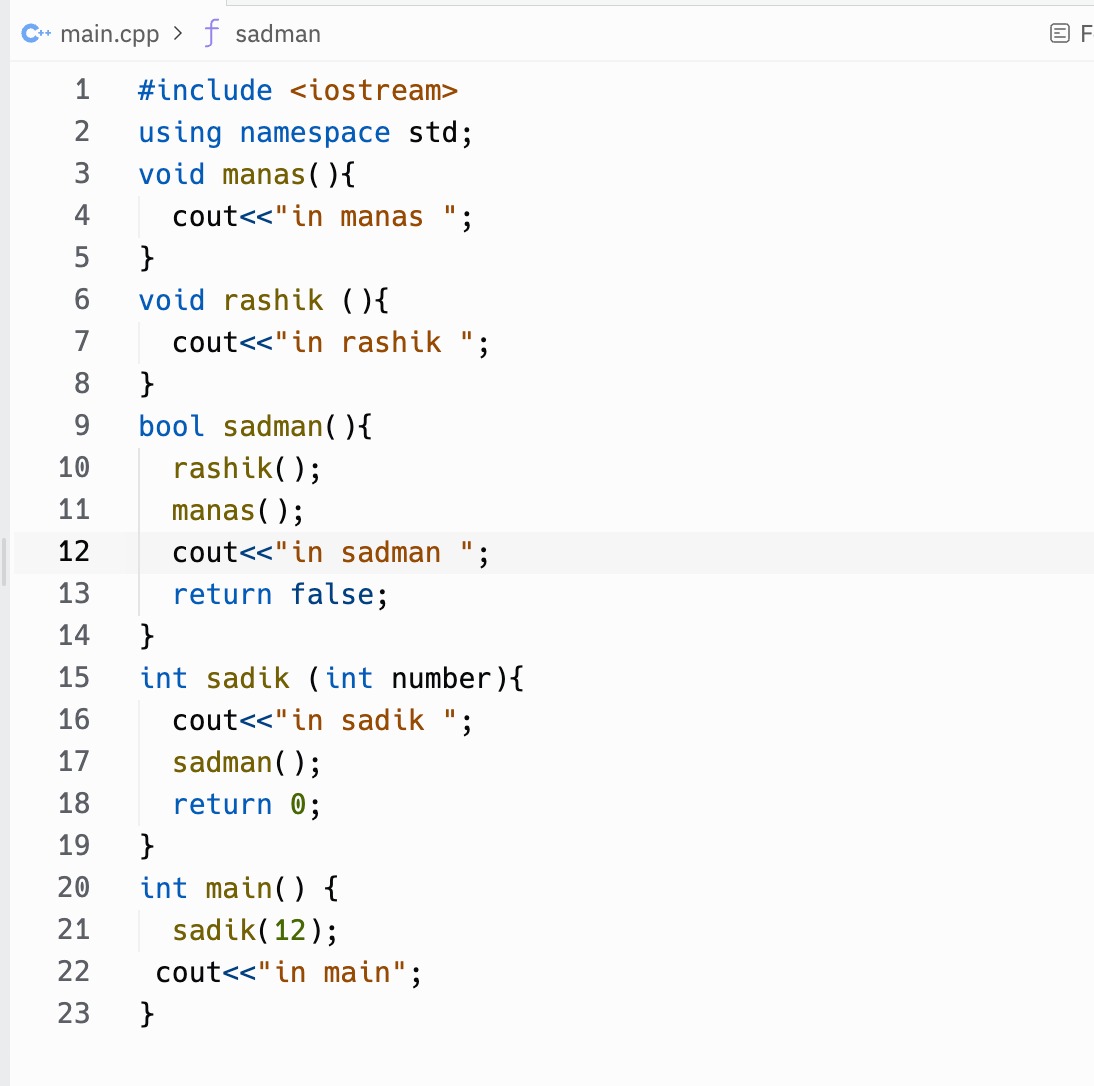 C++ main.cpp > f sadman F
1 #include <iostream>
2 using namespace std;
3 void manas(){
4   cout<<"in manas ";
5 }
6 void rashik (){
7   cout<<"in rashik ";
8 }
9 bool sadman(){
10   rashik();
11   manas();
12   cout<<"in sadman ";
13   return false;
14 }
15 int sadik (int number){
16   cout<<"in sadik ";
17   sadman();
18   return 0;
19 }
20 int main() {
21   sadik(12);
22  cout<<"in main";
23 }